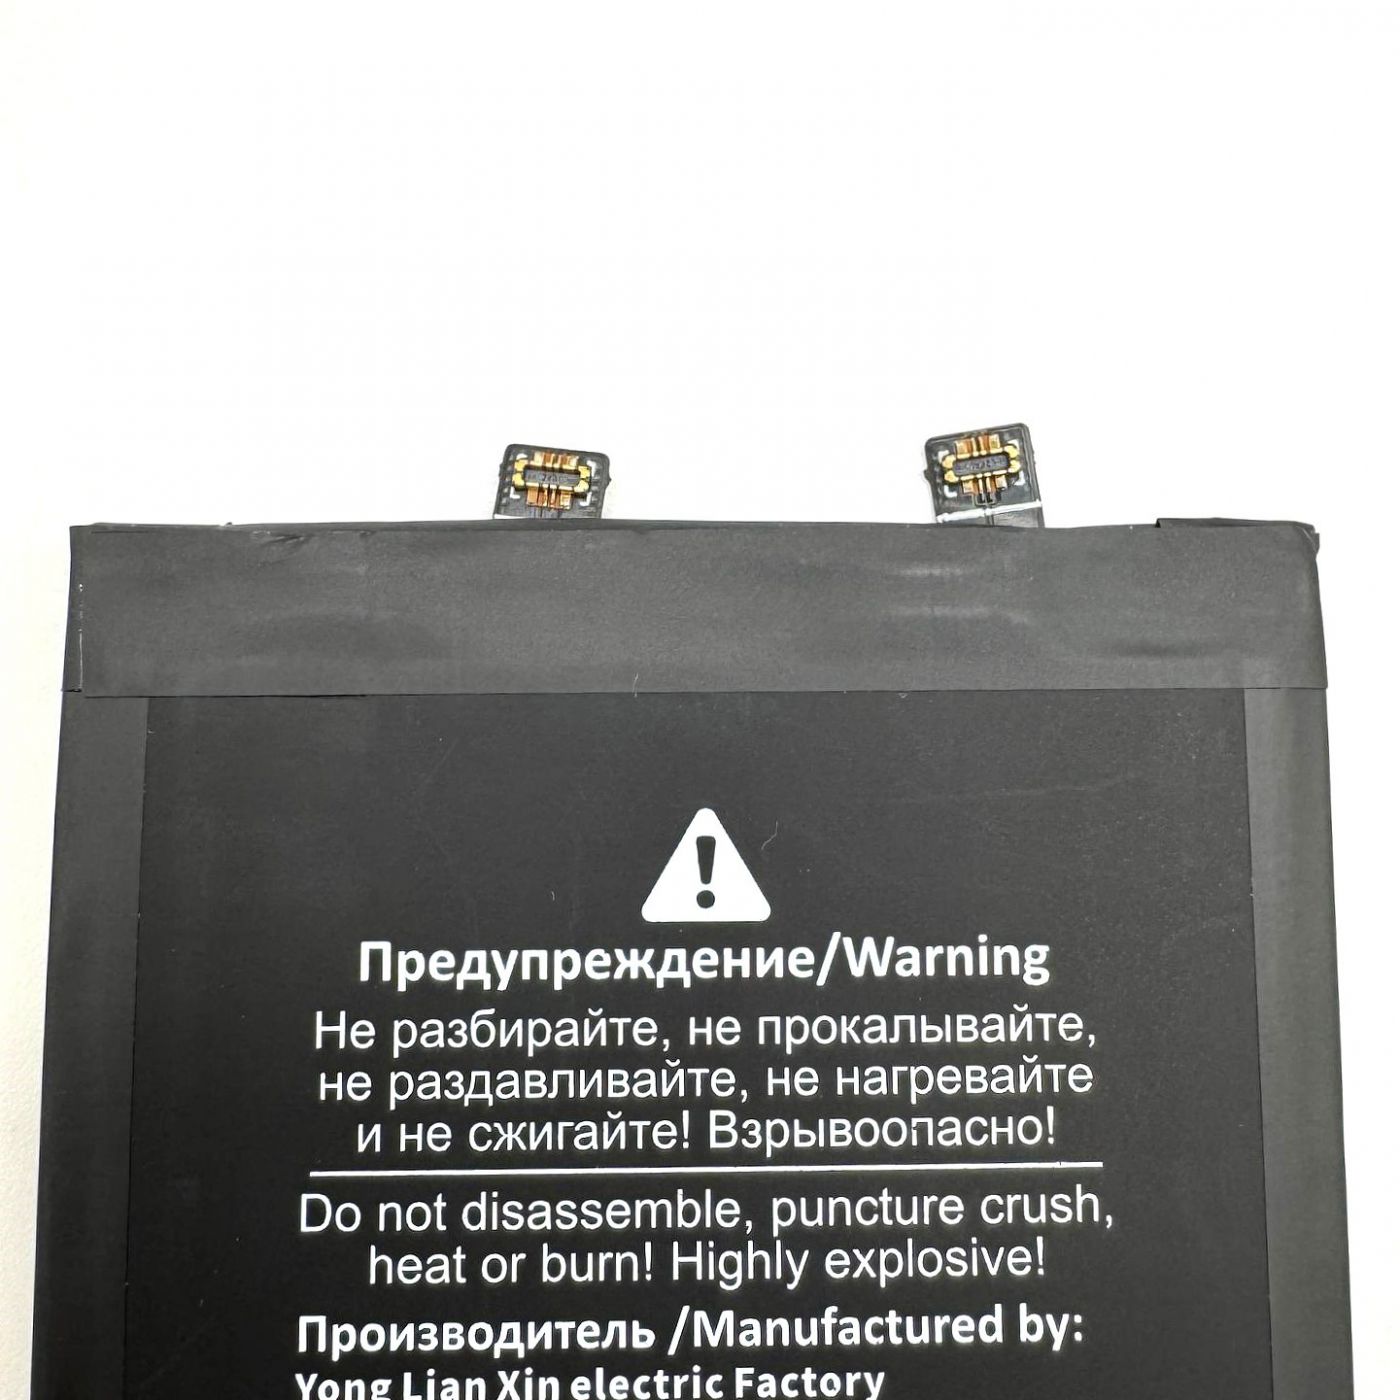 Предупреждение/Warning
Не разбирайте, не прокалывайте,
не раздавливайте, не нагревайте
и не сжигайте! Взрывоопасно!
Do not disassemble, puncture crush,
heat or burn! Highly explosive!
Производитель /Manufactured by:
Yong Lian Xin electric Factory